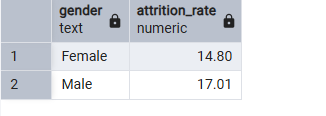 gender text attrition_rate numeric
1 Female 14.80
2 Male 17.01